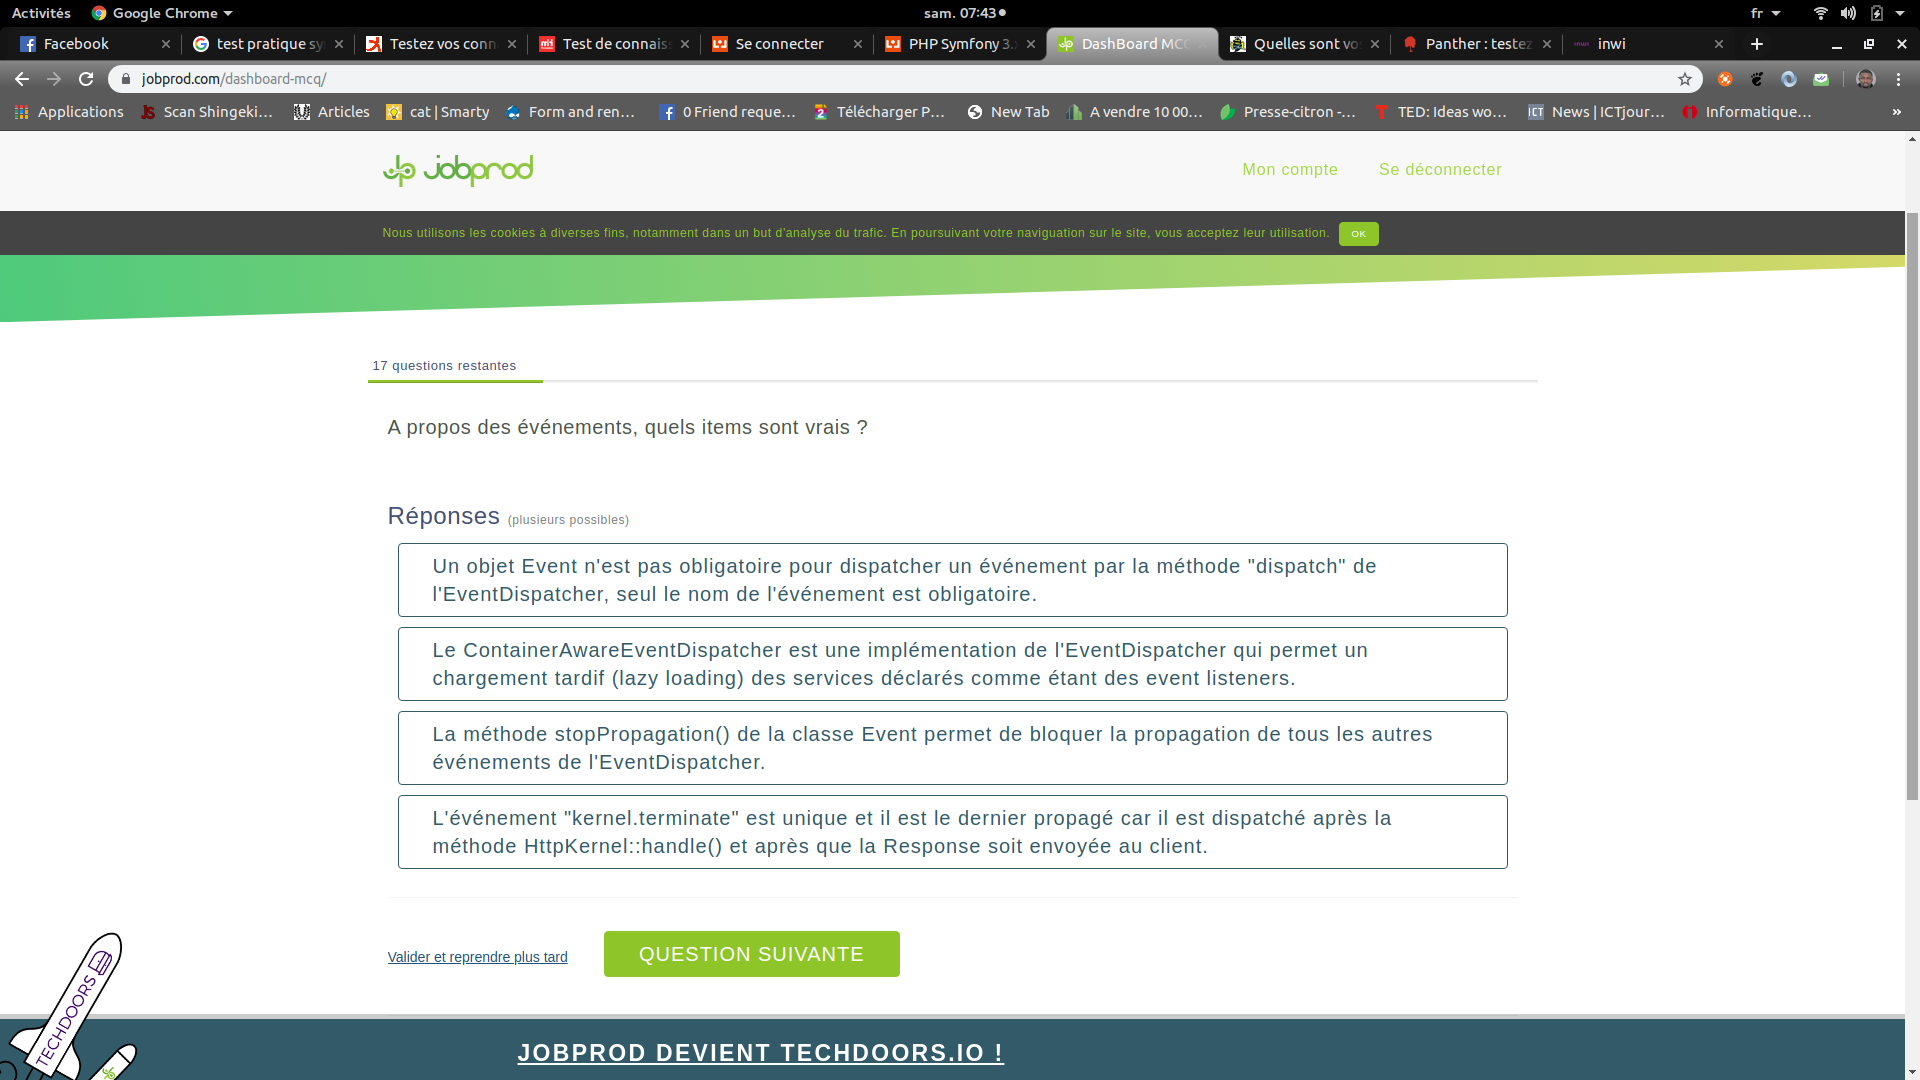 Activités Google Chrome sam. 07:43 fr
Facebook test pratique sy Testez vos conn Test de connais Se connecter PHP Symfony 3. DashBoard MC Quelles sont vo Panther : testez inwi
jobprod.com/dashboard-mcq/
Applications Scan Shingeki... Articles cat | Smarty Form and ren... 0 Friend reque... Télécharger P... New Tab A vendre 10 00... Presse-citron -... TED: Ideas wo... News | ICTjour... Informatique... »
jobprod Mon compte Se déconnecter
Nous utilisons les cookies à diverses fins, notamment dans un but d'analyse du trafic. En poursuivant votre naviguation sur le site, vous acceptez leur utilisation. OK
17 questions restantes
A propos des événements, quels items sont vrais ?
Réponses (plusieurs possibles)
Un objet Event n'est pas obligatoire pour dispatcher un événement par la méthode "dispatch" de
l'EventDispatcher, seul le nom de l'événement est obligatoire.
Le ContainerAwareEventDispatcher est une implémentation de l'EventDispatcher qui permet un
chargement tardif (lazy loading) des services déclarés comme étant des event listeners.
La méthode stopPropagation() de la classe Event permet de bloquer la propagation de tous les autres
événements de l'EventDispatcher.
L'événement "kernel.terminate" est unique et il est le dernier propagé car il est dispatché après la
méthode HttpKernel::handle() et après que la Response soit envoyée au client.
Valider et reprendre plus tard QUESTION SUIVANTE
TECHDOORS
JOBPROD DEVIENT TECHDOORS.IO !